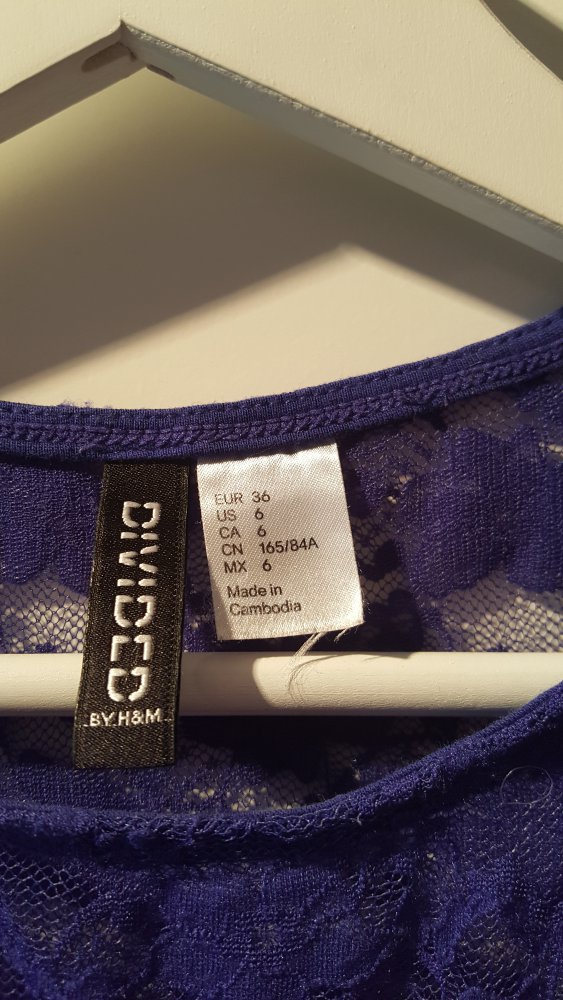 DIVIDED
BY H&M
EUR 36
US 6
CA 6
CN 165/84A
MX 6
Made in
Cambodia